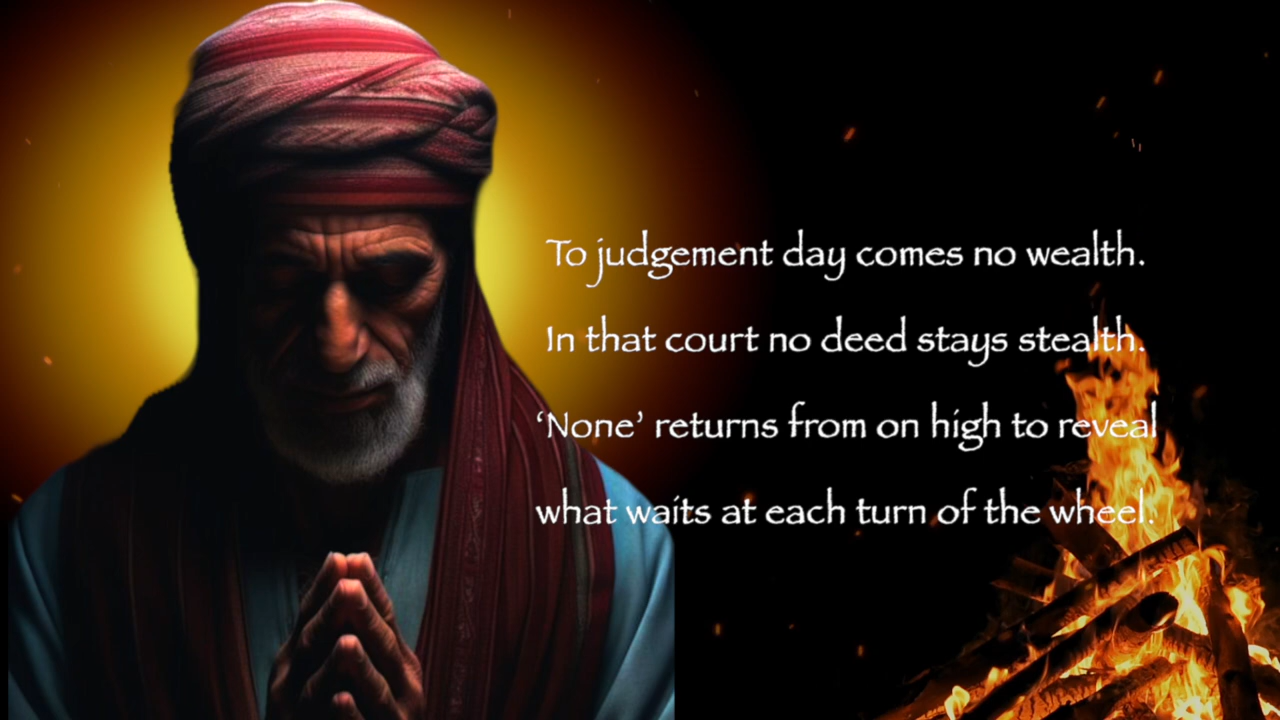 To judgement day comes no wealth.
In that court no deed stays stealth.
‘None’ returns from on high to reveal
what waits at each turn of the wheel.